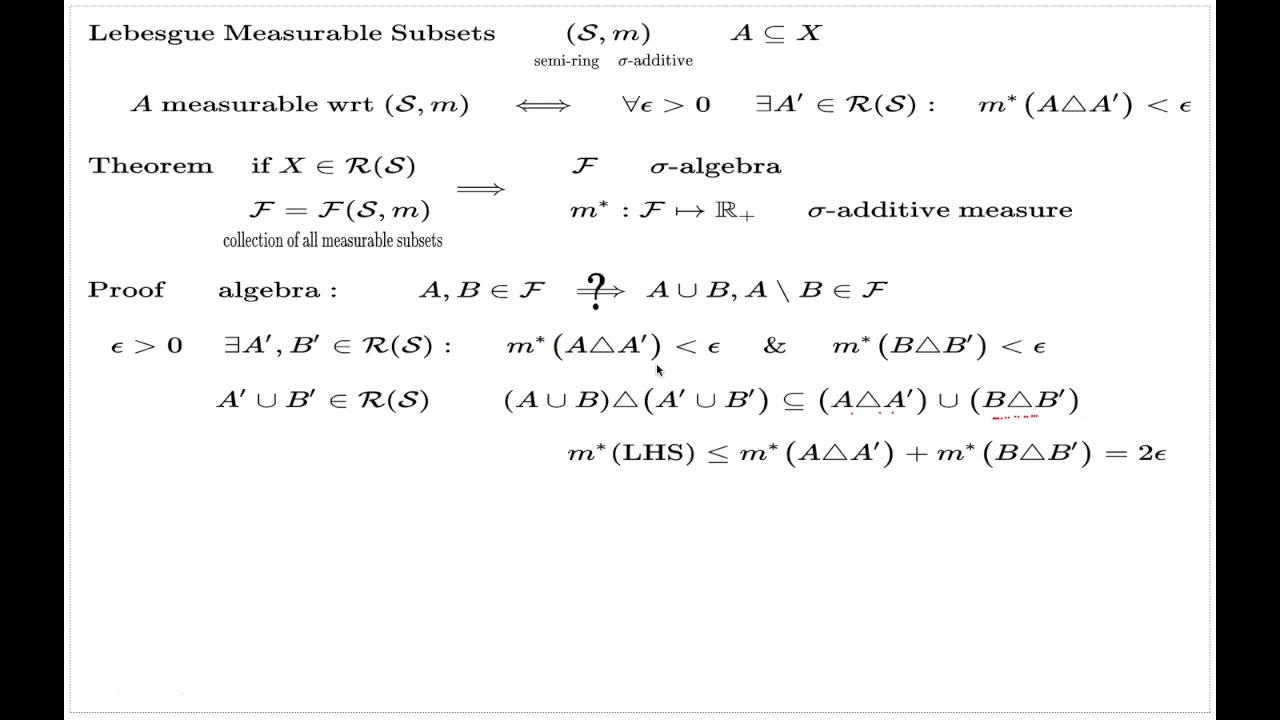 Lebesgue Measurable Subsets (𝒮, m) A ⊆ X
semi-ring σ-additive
A measurable wrt (𝒮, m) ⟺ ∀ϵ > 0 ∃A′ ∈ ℛ(𝒮) : m*(A△A′) < ϵ
Theorem if X ∈ ℛ(𝒮) ⟹ ℱ σ-algebra
ℱ = ℱ(𝒮, m) m* : ℱ ↦ ℝ₊ σ-additive measure
collection of all measurable subsets
Proof algebra : A, B ∈ ℱ ⟹? A ∪ B, A \ B ∈ ℱ
ϵ > 0 ∃A′, B′ ∈ ℛ(𝒮) : m*(A△A′) < ϵ & m*(B△B′) < ϵ
A′ ∪ B′ ∈ ℛ(𝒮) (A ∪ B)△(A′ ∪ B′) ⊆ (A△A′) ∪ (B△B′)
m*(LHS) ≤ m*(A△A′) + m*(B△B′) = 2ϵ